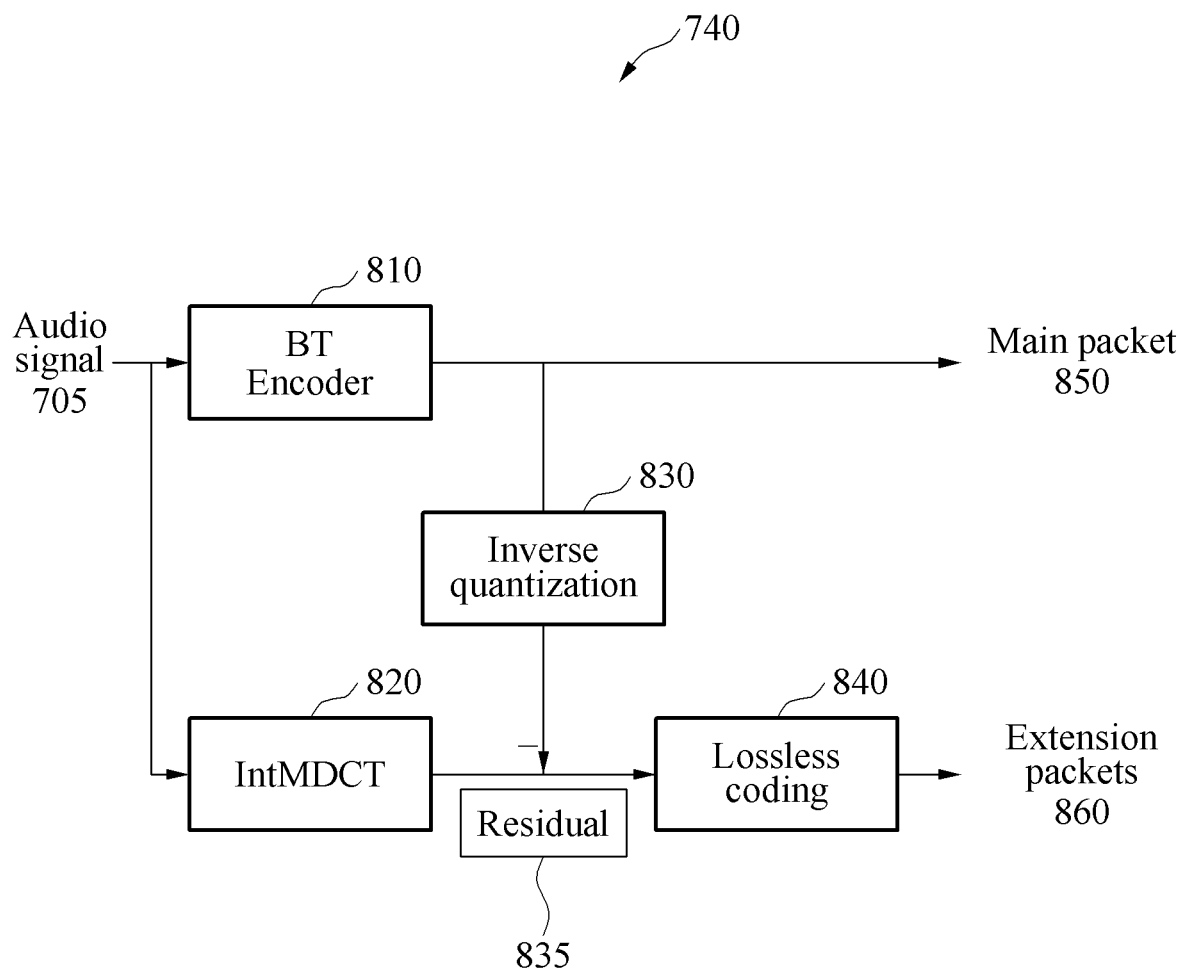 740
810
Audio
signal
705
BT
Encoder
Main packet
850
830
Inverse
quantization
820
840
IntMDCT
–
Residual
Lossless
coding
Extension
packets
860
835